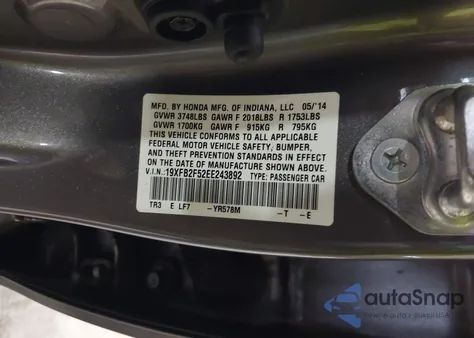 MFD. BY HONDA MFG. OF INDIANA, LLC 05/'14
GVWR 3748LBS GAWR F 2018LBS R 1753LBS
GVWR 1700KG GAWR F 915KG R 795KG
THIS VEHICLE CONFORMS TO ALL APPLICABLE
FEDERAL MOTOR VEHICLE SAFETY, BUMPER,
AND THEFT PREVENTION STANDARDS IN EFFECT
ON THE DATE OF MANUFACTURE SHOWN ABOVE.
V.I.N.: 19XFB2F52EE243892 TYPE: PASSENGER CAR
TR3 E LF7 -YR578M -T -E
autaSnap